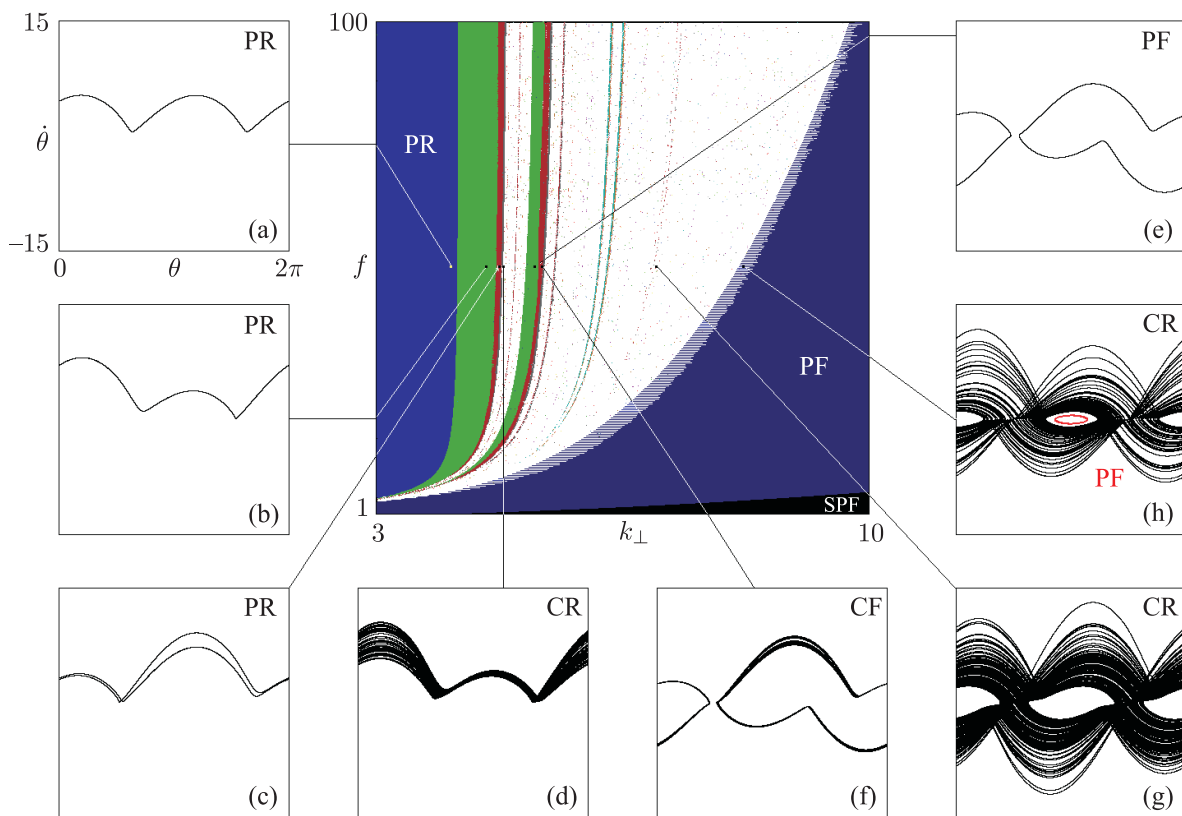 15
PR
θ̇
−15
(a)
0
θ
2π
100
PR
f
PF
SPF
1
3
k⊥
10
PF
(e)
PR
(b)
CR
PF
(h)
PR
(c)
CR
(d)
CF
(f)
CR
(g)